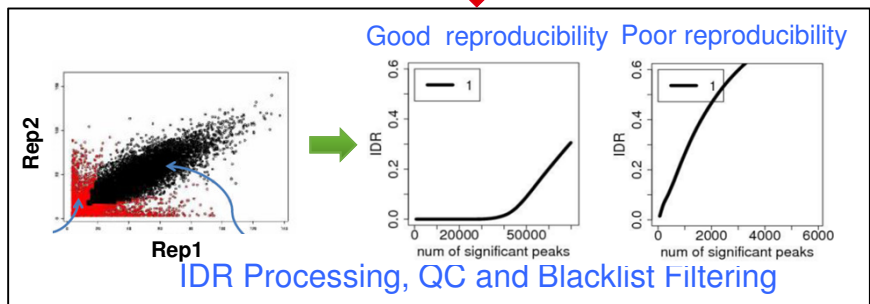 Good reproducibility
Poor reproducibility
Rep2
Rep1
0.6
0.4
0.2
0.0
IDR
1
0 20000 50000
num of significant peaks
0.6
0.4
0.2
0.0
IDR
1
0 2000 4000 6000
num of significant peaks
IDR Processing, QC and Blacklist Filtering